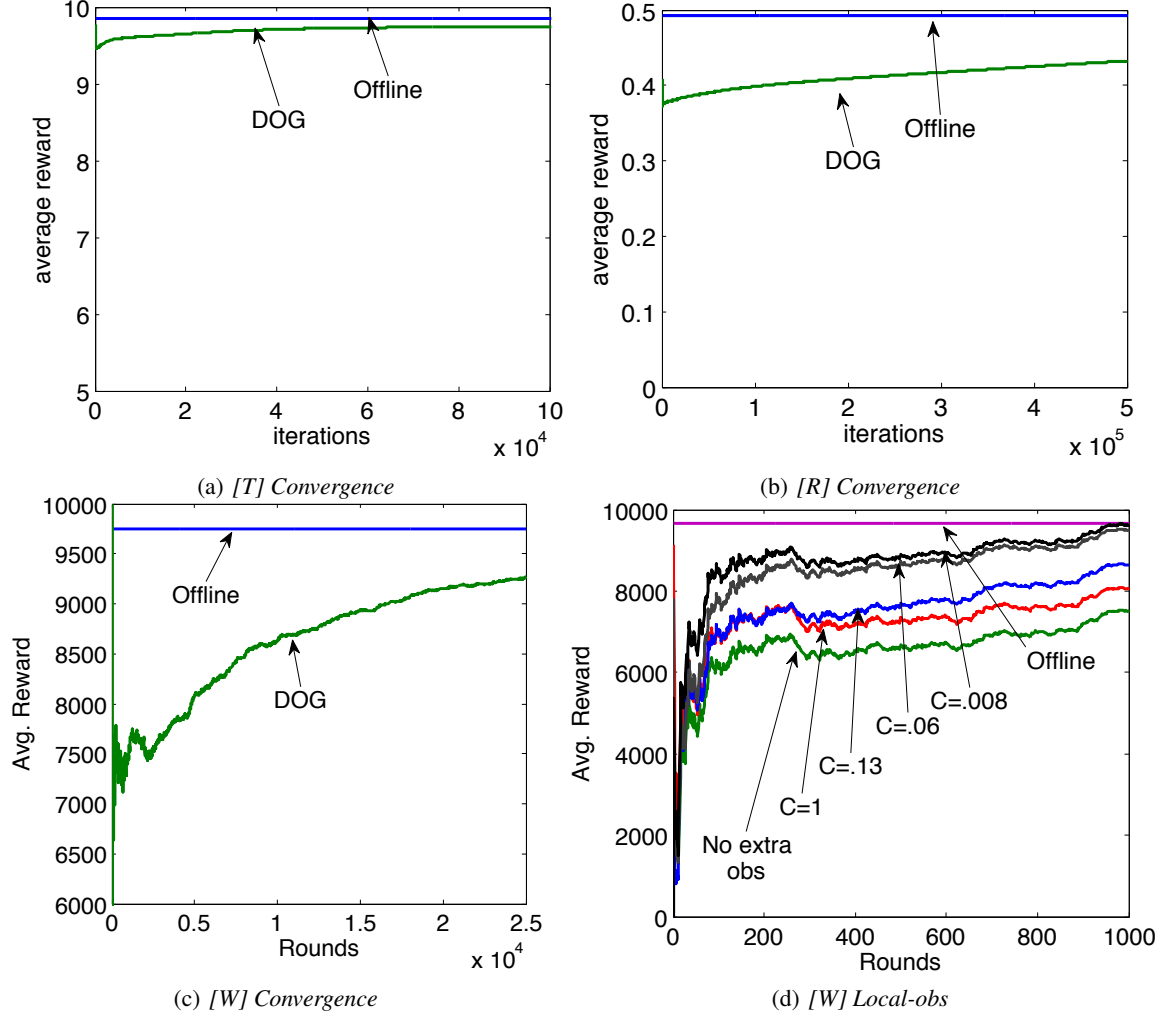 10
9
8
7
6
5
average reward
Offline
DOG
0
2
4
6
8
10
iterations
x 10^4
(a) [T] Convergence
0.5
0.4
0.3
0.2
0.1
0
average reward
Offline
DOG
0
1
2
3
4
5
iterations
x 10^5
(b) [R] Convergence
10000
9500
9000
8500
8000
7500
7000
6500
6000
Avg. Reward
Offline
DOG
0
0.5
1
1.5
2
2.5
Rounds
x 10^4
(c) [W] Convergence
10000
8000
6000
4000
2000
0
Avg. Reward
Offline
C=.008
C=.06
C=.13
C=1
No extra
obs
0
200
400
600
800
1000
Rounds
(d) [W] Local-obs